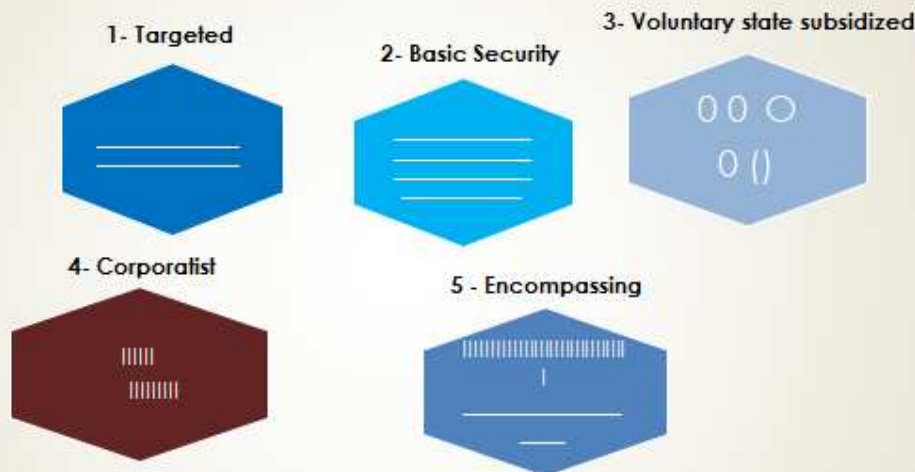 1- Targeted
2- Basic Security
3- Voluntary state subsidized
4- Corporatist
5 - Encompassing